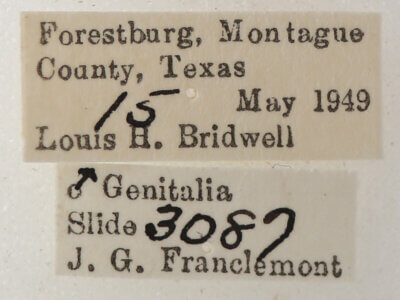 Forestburg, Montague
County, Texas
15 May 1949
Louis H. Bridwell
♂ Genitalia
Slide 3087
J. G. Franclemont